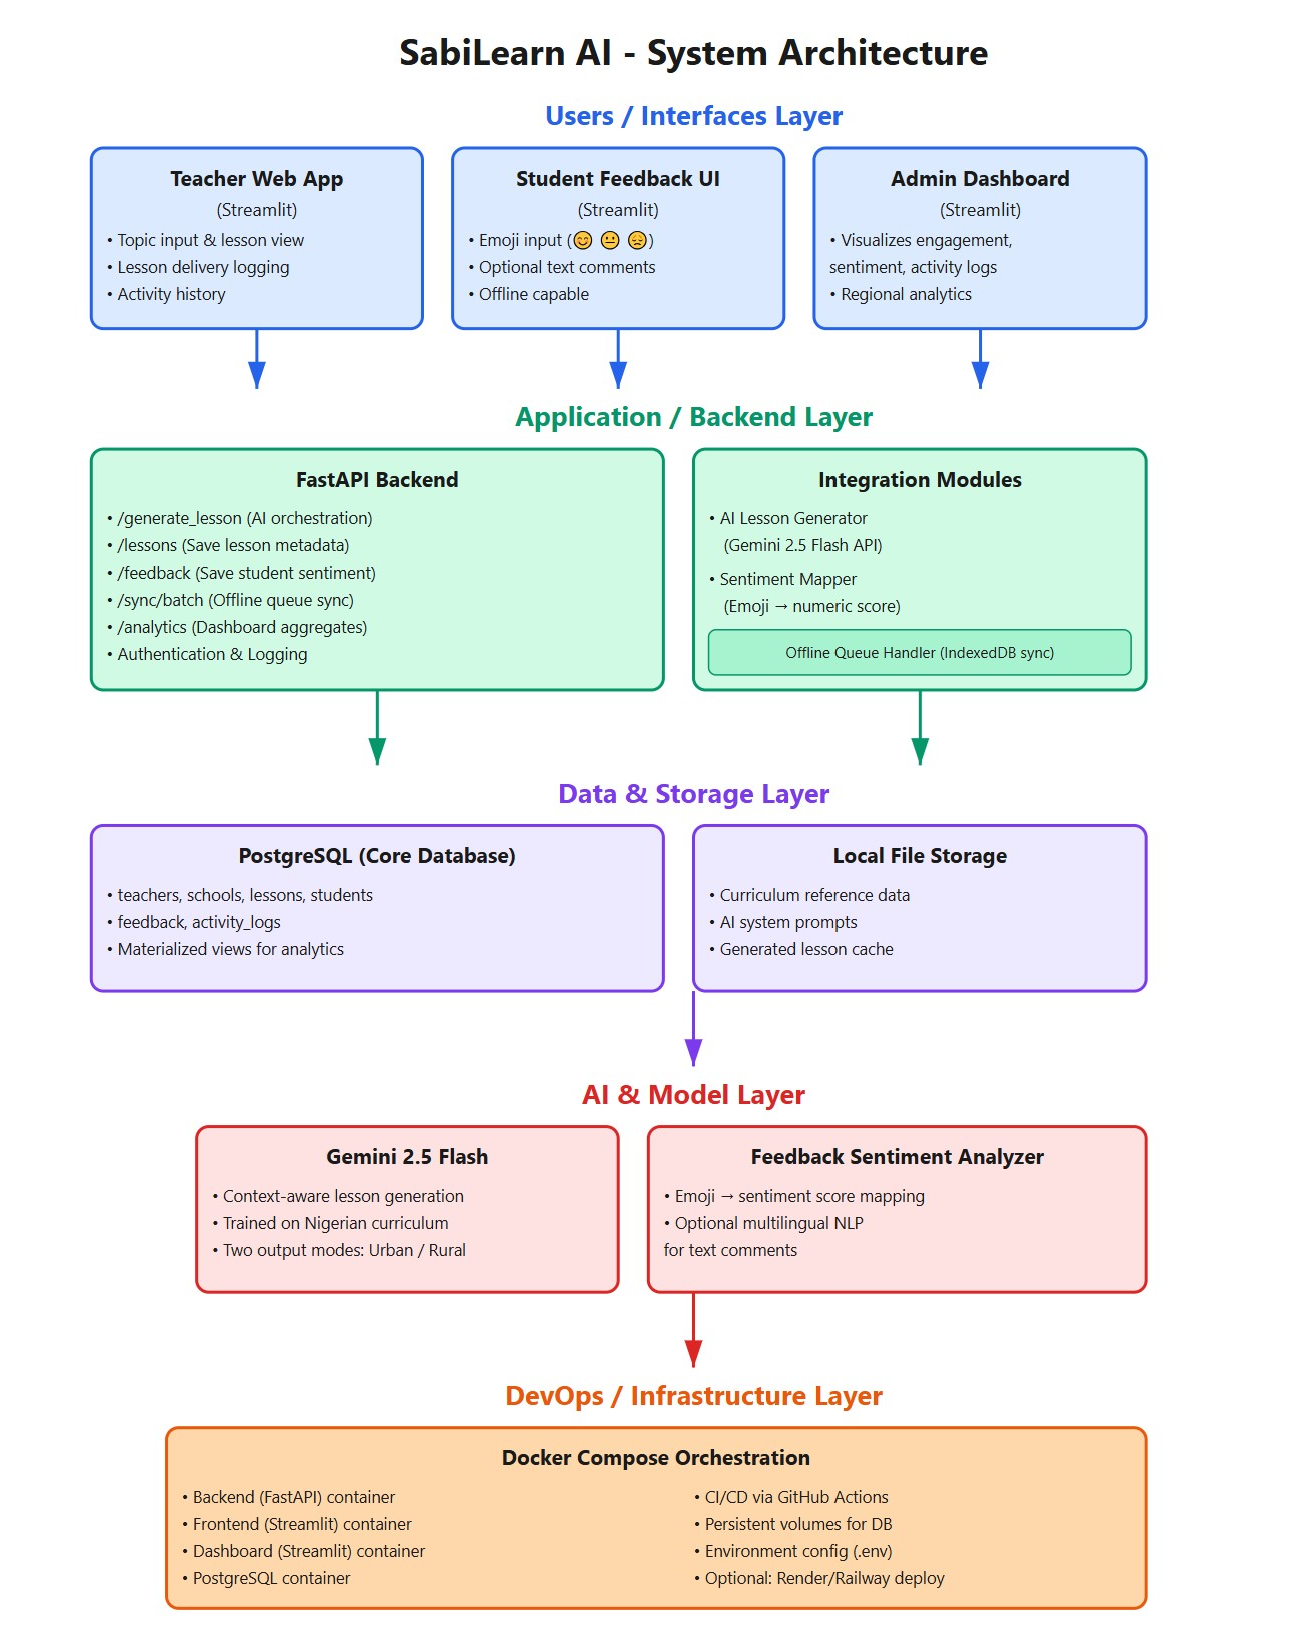 SabiLearn AI - System Architecture
Users / Interfaces Layer
Teacher Web App
(Streamlit)
• Topic input & lesson view
• Lesson delivery logging
• Activity history
Student Feedback UI
(Streamlit)
• Emoji input (😊 😐 😔)
• Optional text comments
• Offline capable
Admin Dashboard
(Streamlit)
• Visualizes engagement,
sentiment, activity logs
• Regional analytics
Application / Backend Layer
FastAPI Backend
• /generate_lesson (AI orchestration)
• /lessons (Save lesson metadata)
• /feedback (Save student sentiment)
• /sync/batch (Offline queue sync)
• /analytics (Dashboard aggregates)
• Authentication & Logging
Integration Modules
• AI Lesson Generator
(Gemini 2.5 Flash API)
• Sentiment Mapper
(Emoji → numeric score)
Offline Queue Handler (IndexedDB sync)
Data & Storage Layer
PostgreSQL (Core Database)
• teachers, schools, lessons, students
• feedback, activity_logs
• Materialized views for analytics
Local File Storage
• Curriculum reference data
• AI system prompts
• Generated lesson cache
AI & Model Layer
Gemini 2.5 Flash
• Context-aware lesson generation
• Trained on Nigerian curriculum
• Two output modes: Urban / Rural
Feedback Sentiment Analyzer
• Emoji → sentiment score mapping
• Optional multilingual NLP
for text comments
DevOps / Infrastructure Layer
Docker Compose Orchestration
• Backend (FastAPI) container
• Frontend (Streamlit) container
• Dashboard (Streamlit) container
• PostgreSQL container
• CI/CD via GitHub Actions
• Persistent volumes for DB
• Environment config (.env)
• Optional: Render/Railway deploy